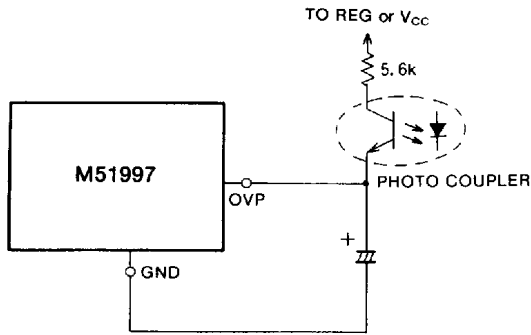 TO REG or Vcc
5.6k
M51997
OVP
PHOTO COUPLER
+
GND